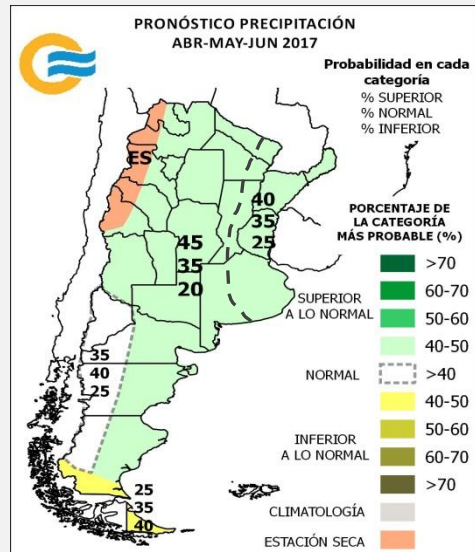 PRONÓSTICO PRECIPITACIÓN
ABR-MAY-JUN 2017
Probabilidad en cada
categoría
% SUPERIOR
% NORMAL
% INFERIOR
ES
40
35
25
45
35
20
35
40
25
25
35
40
PORCENTAJE DE
LA CATEGORÍA
MÁS PROBABLE (%)
>70
60-70
SUPERIOR
A LO NORMAL
50-60
40-50
NORMAL
>40
40-50
50-60
INFERIOR
A LO NORMAL
60-70
>70
CLIMATOLOGÍA
ESTACIÓN SECA